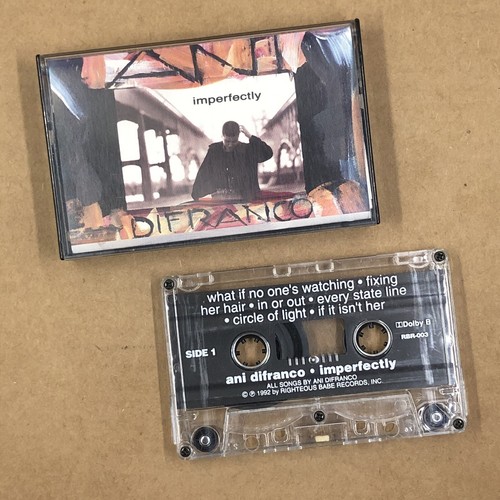 ANI
imperfectly
DIFRANCO
what if no one's watching • fixing
her hair • in or out • every state line
• circle of light • if it isn't her
Dolby B
RBR-003
SIDE 1
ani difranco • imperfectly
ALL SONGS BY ANI DIFRANCO
© ℗ 1992 by RIGHTEOUS BABE RECORDS, INC.